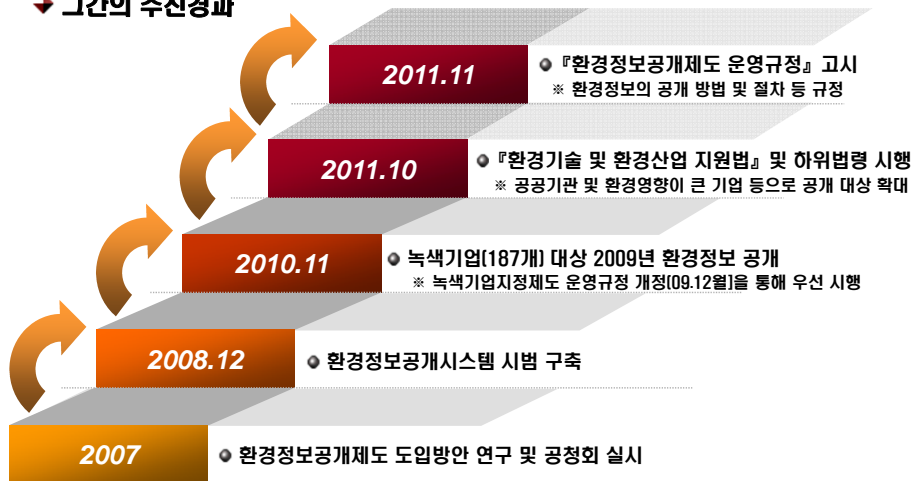 그간의 추진경과
2011.11
『환경정보공개제도 운영규정』 고시
※ 환경정보의 공개 방법 및 절차 등 규정
2011.10
『환경기술 및 환경산업 지원법』 및 하위법령 시행
※ 공공기관 및 환경영향이 큰 기업 등으로 공개 대상 확대
2010.11
녹색기업(187개) 대상 2009년 환경정보 공개
※ 녹색기업지정제도 운영규정 개정(09.12월)을 통해 우선 시행
2008.12
환경정보공개시스템 시범 구축
2007
환경정보공개제도 도입방안 연구 및 공청회 실시